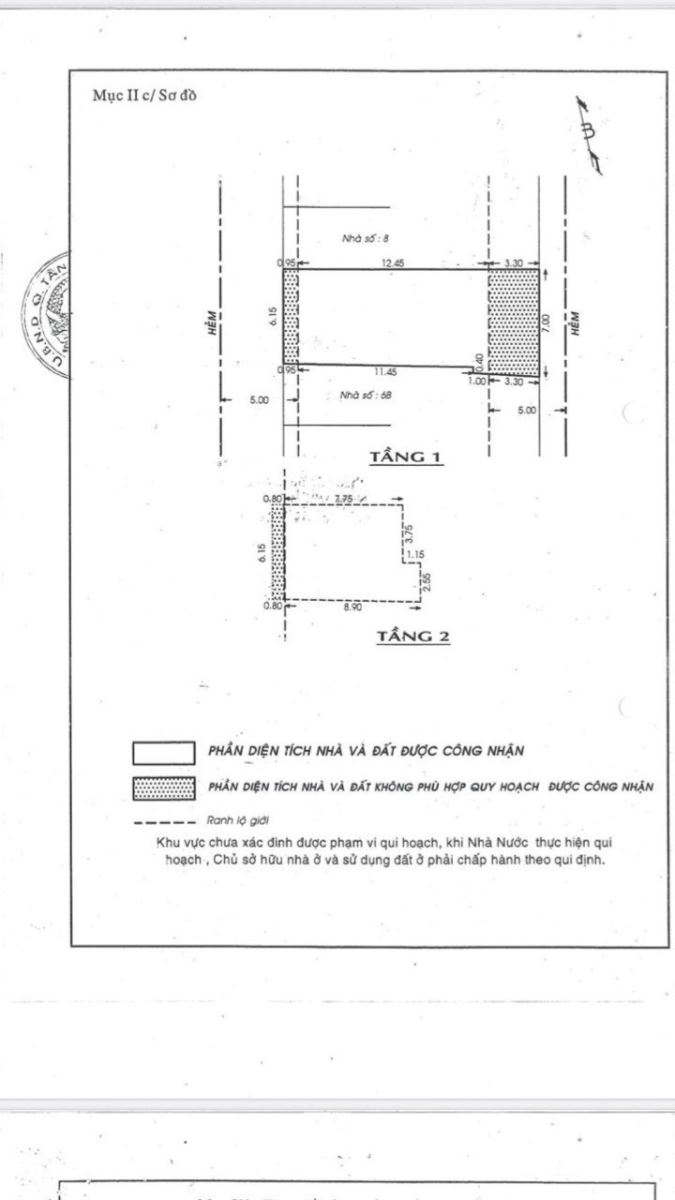 Mục II c/ Sơ đồ
B
U.B.N.D Q. TÂN
Nhà số : 8
0.95 12.45 3.30
6.15
HẺM
7.00
HẺM
0.40
0.95 11.45 1.00 3.30
5.00
Nhà số : 6B
5.00
TẦNG 1
0.80 7.75
3.75
6.15
1.15
2.55
0.80 8.90
TẦNG 2
PHẦN DIỆN TÍCH NHÀ VÀ ĐẤT ĐƯỢC CÔNG NHẬN
PHẦN DIỆN TÍCH NHÀ VÀ ĐẤT KHÔNG PHÙ HỢP QUY HOẠCH ĐƯỢC CÔNG NHẬN
Ranh lộ giới
Khu vực chưa xác đinh được phạm vi qui hoạch, khi Nhà Nước thực hiện qui
hoạch , Chủ sở hữu nhà ở và sử dụng đất ở phải chấp hành theo qui định.